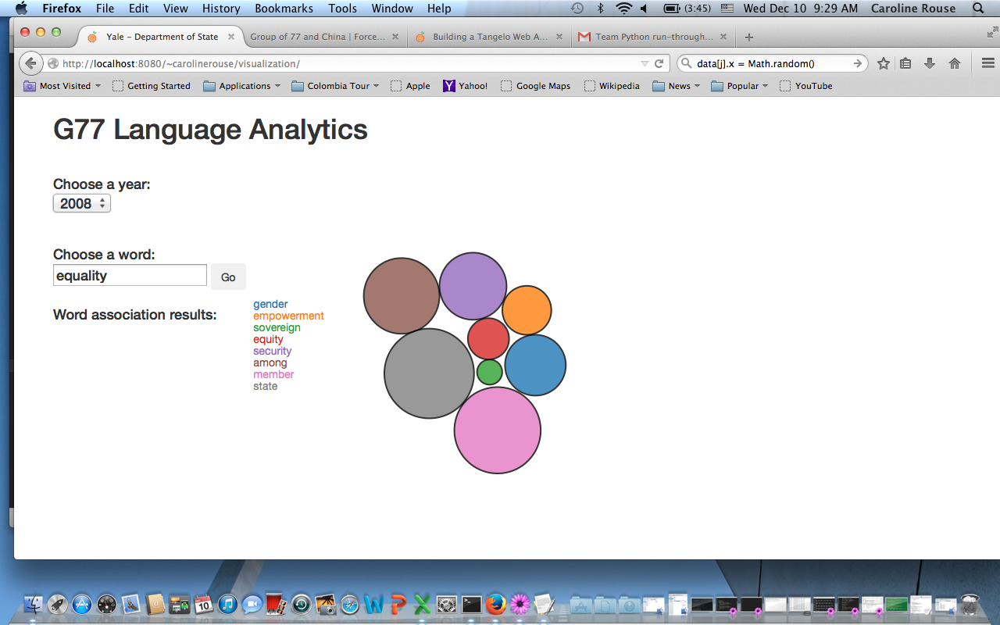 Firefox File Edit View History Bookmarks Tools Window Help (3:45) Wed Dec 10 9:29 AM Caroline Rouse
Yale – Department of State Group of 77 and China | Force... Building a Tangelo Web A... Team Python run-through...
http://localhost:8080/~carolinerouse/visualization/ data[j].x = Math.random()
Most Visited Getting Started Applications Colombia Tour Apple Yahoo! Google Maps Wikipedia News Popular YouTube
G77 Language Analytics
Choose a year:
2008
Choose a word:
equality Go
Word association results:
gender
empowerment
sovereign
equity
security
among
member
state
10